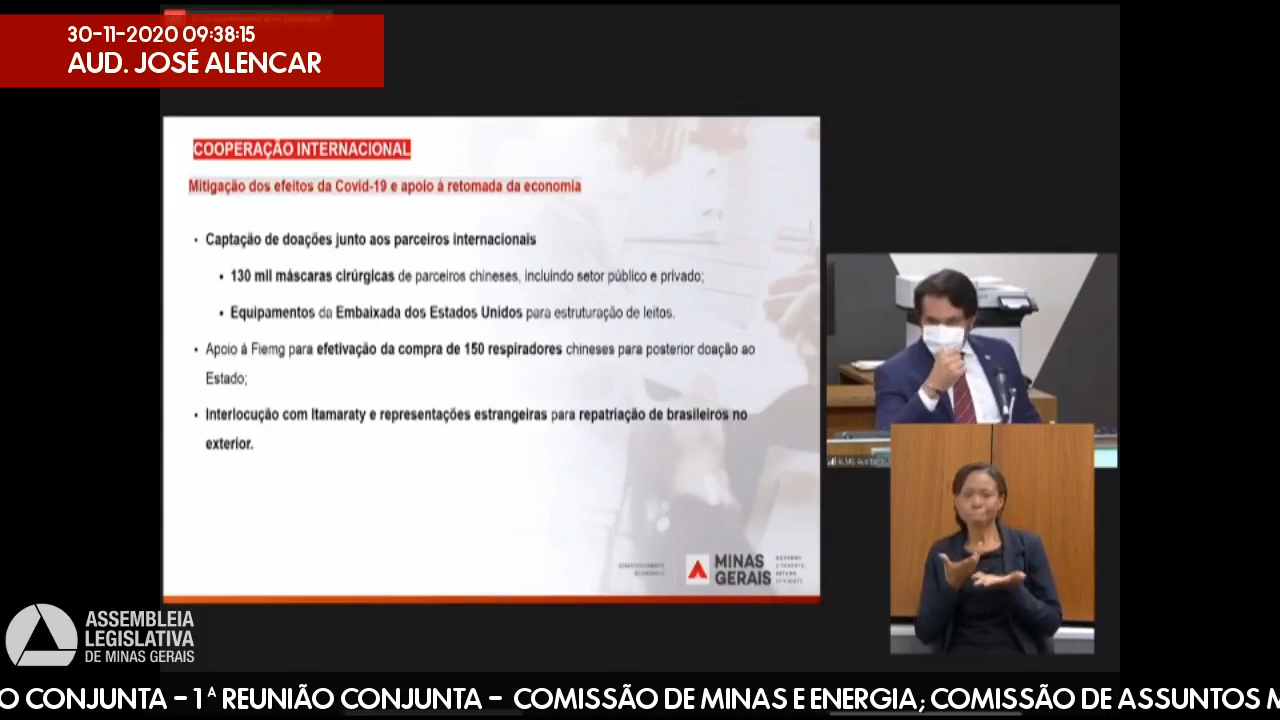 30-11-2020 09:38:15
AUD. JOSÉ ALENCAR
COOPERAÇÃO INTERNACIONAL
Mitigação dos efeitos da Covid-19 e apoio à retomada da economia
• Captação de doações junto aos parceiros internacionais
• 130 mil máscaras cirúrgicas de parceiros chineses, incluindo setor público e privado;
• Equipamentos da Embaixada dos Estados Unidos para estruturação de leitos.
• Apoio à Fiemg para efetivação da compra de 150 respiradores chineses para posterior doação ao
Estado;
• Interlocução com Itamaraty e representações estrangeiras para repatriação de brasileiros no
exterior.
DESENVOLVIMENTO
ECONÔMICO
MINAS
GERAIS
ASSEMBLEIA
LEGISLATIVA
DE MINAS GERAIS
O CONJUNTA - 1ª REUNIÃO CONJUNTA - COMISSÃO DE MINAS E ENERGIA; COMISSÃO DE ASSUNTOS M